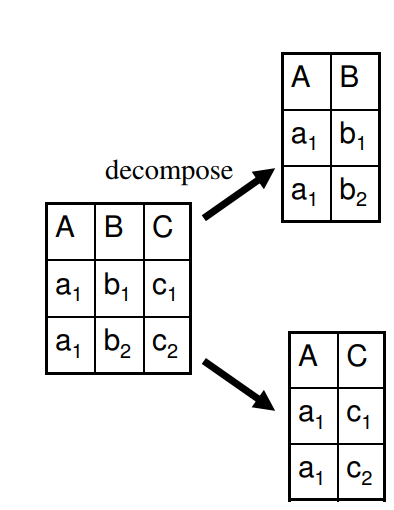 A B
a₁ b₁
a₁ b₂
decompose
A B C
a₁ b₁ c₁
a₁ b₂ c₂
A C
a₁ c₁
a₁ c₂